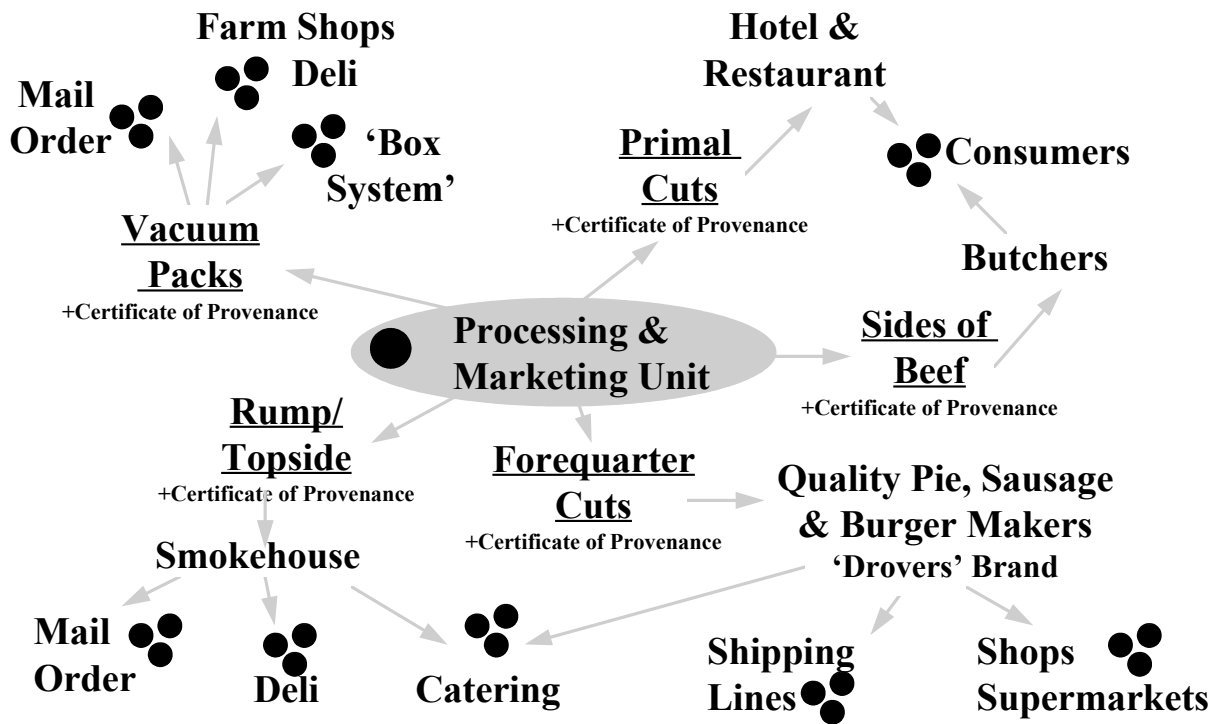 Farm Shops
Deli
Mail
Order
‘Box
System’
Vacuum
Packs
+Certificate of Provenance
Hotel &
Restaurant
Primal
Cuts
+Certificate of Provenance
Consumers
Butchers
Processing &
Marketing Unit
Sides of
Beef
+Certificate of Provenance
Rump/
Topside
+Certificate of Provenance
Forequarter
Cuts
+Certificate of Provenance
Quality Pie, Sausage
& Burger Makers
‘Drovers’ Brand
Smokehouse
Mail
Order
Deli
Catering
Shipping
Lines
Shops
Supermarkets